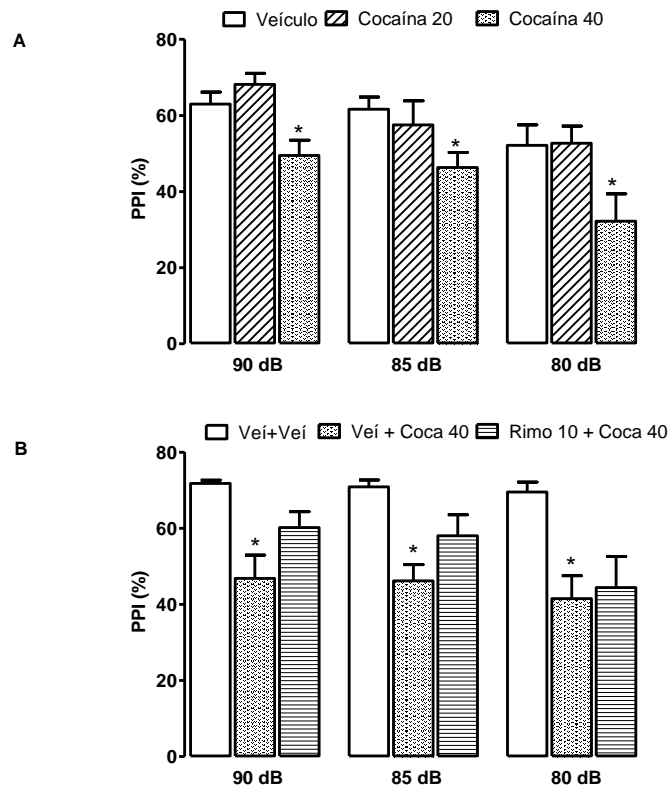 Veículo Cocaína 20 Cocaína 40
A
80
*
60
*
*
40
PPI (%)
20
0
90 dB 85 dB 80 dB
Veí+Veí Veí + Coca 40 Rimo 10 + Coca 40
B
80
60
*
*
*
40
PPI (%)
20
0
90 dB 85 dB 80 dB